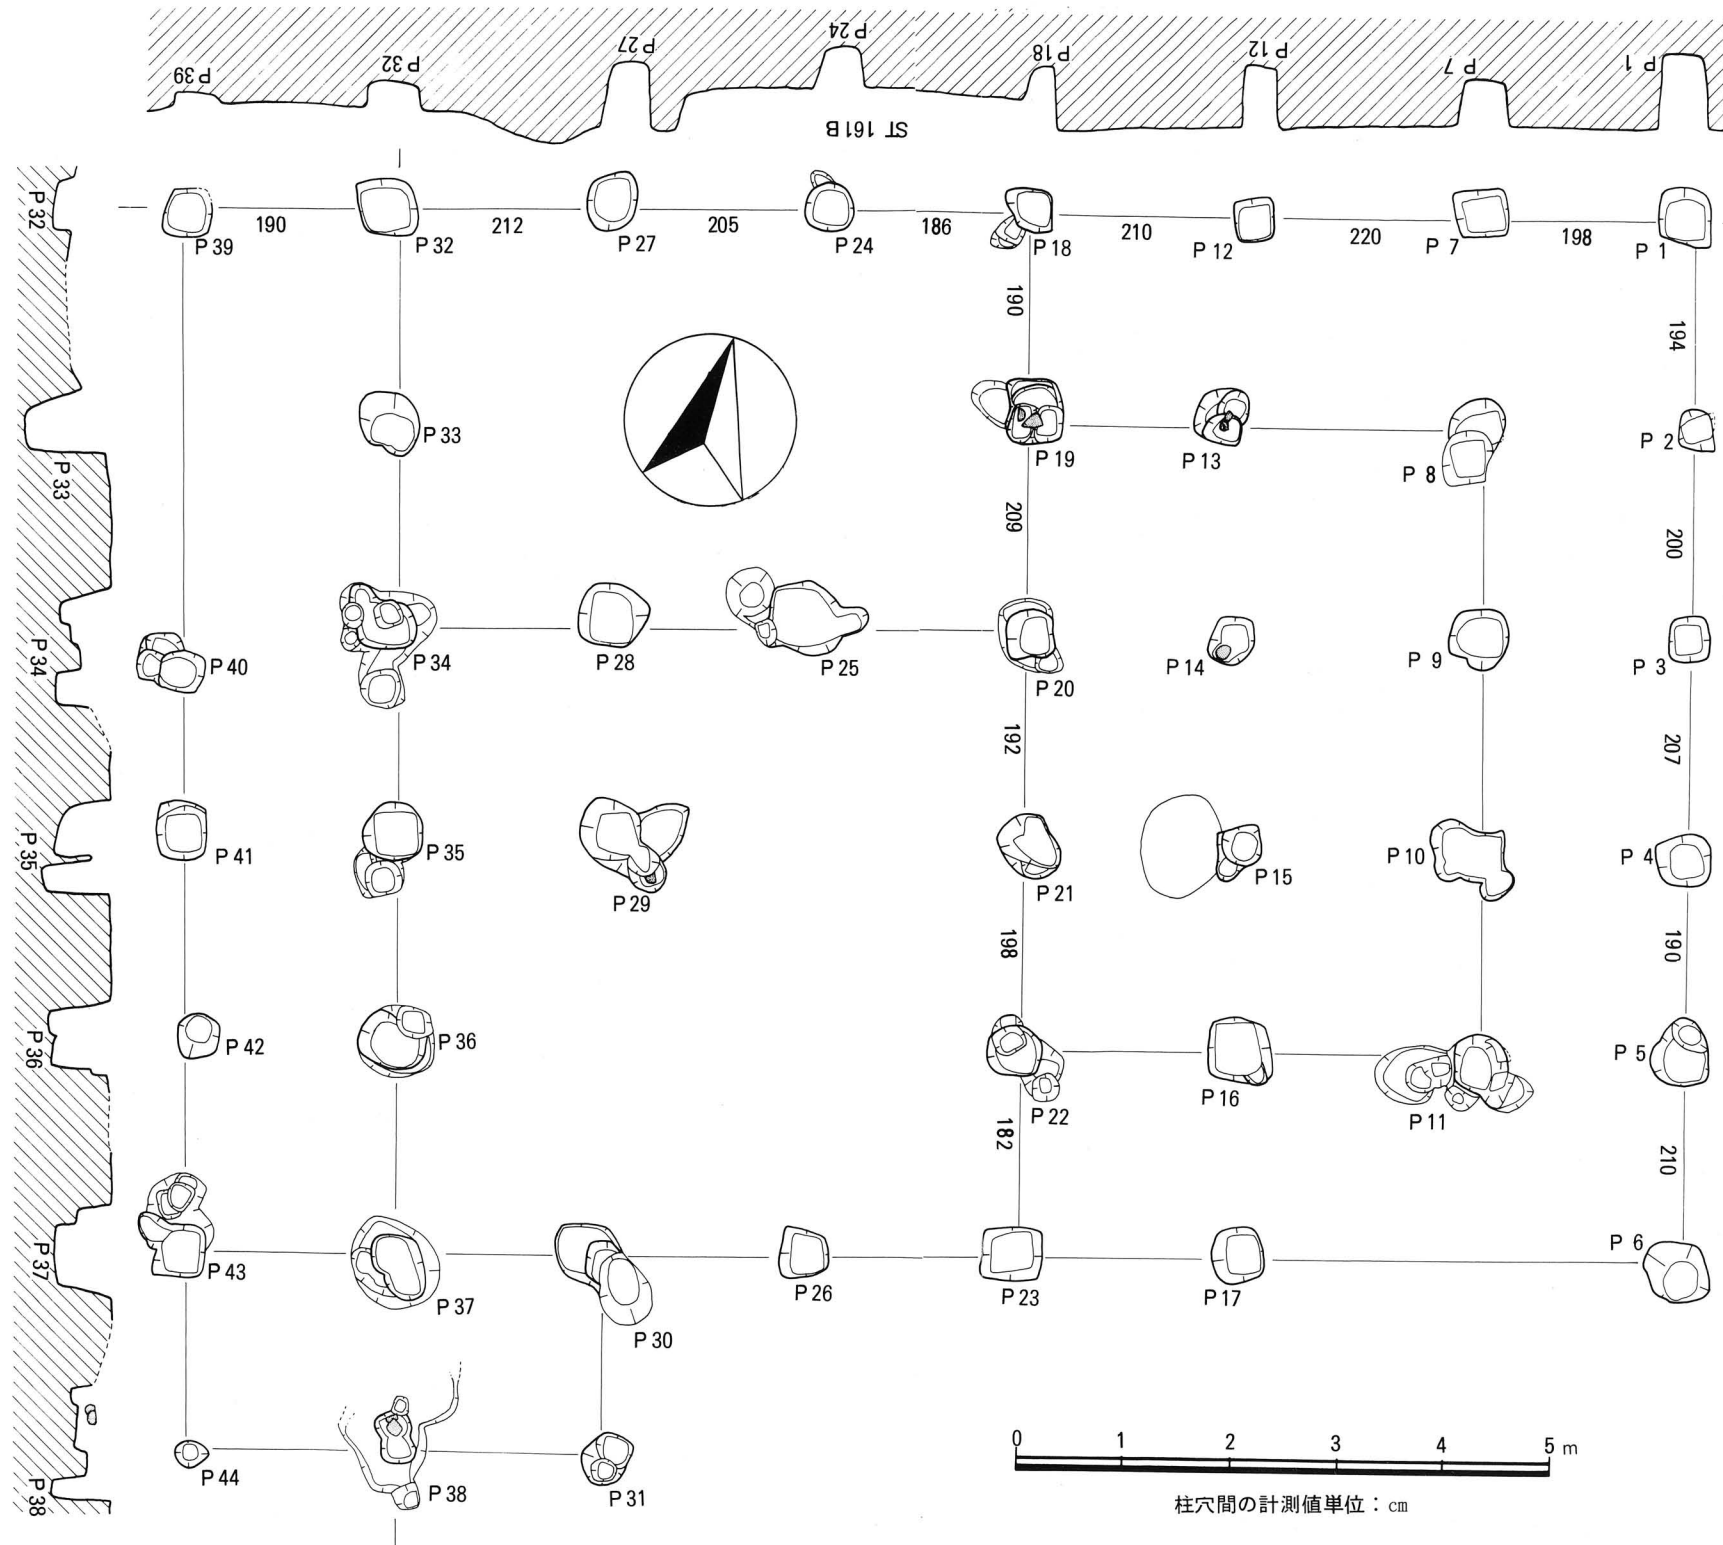 P 39
P 32
P 27
P 24
P 18
P 12
P 7
P 1
ST 161B
P 32
P 33
P 34
P 35
P 36
P 37
P 38
190
212
205
186
210
220
198
P 39
P 32
P 27
P 24
P 18
P 12
P 7
P 1
190
194
P 33
P 19
P 13
P 8
P 2
209
200
P 40
P 34
P 28
P 25
P 20
P 14
P 9
P 3
192
207
P 41
P 35
P 29
P 21
P 15
P 10
P 4
198
190
P 42
P 36
P 22
P 16
P 11
P 5
182
210
P 43
P 37
P 30
P 26
P 23
P 17
P 6
P 44
P 38
P 31
0 1 2 3 4 5 m
柱穴間の計測値単位：cm